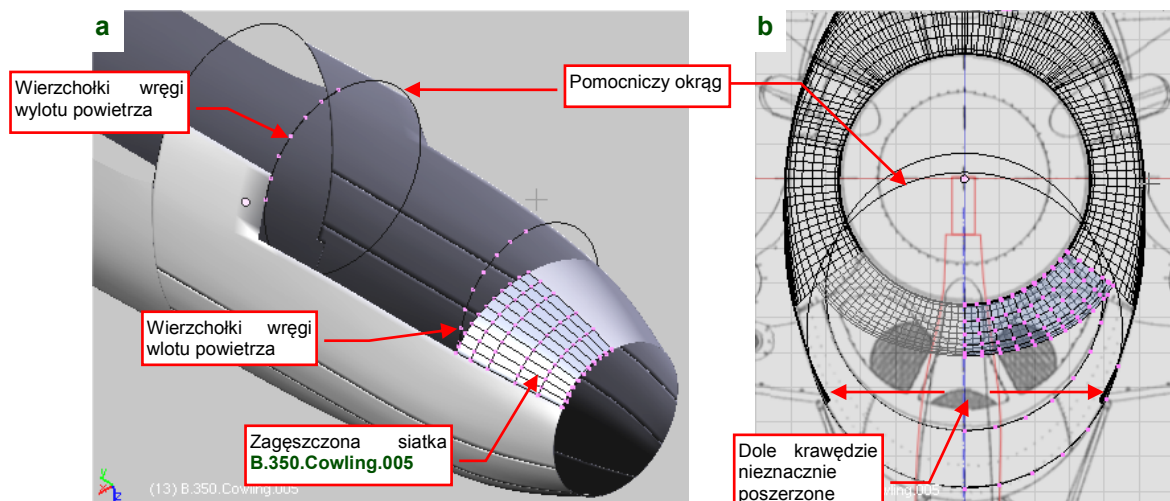 a
b
Wierzchołki wręgi
wylotu powietrza
Pomocniczy okrąg
Wierzchołki wręgi
wlotu powietrza
Zagęszczona siatka
B.350.Cowling.005
Dole krawędzie
nieznacznie
poszerzone
(13) B.350.Cowling.005
y
z